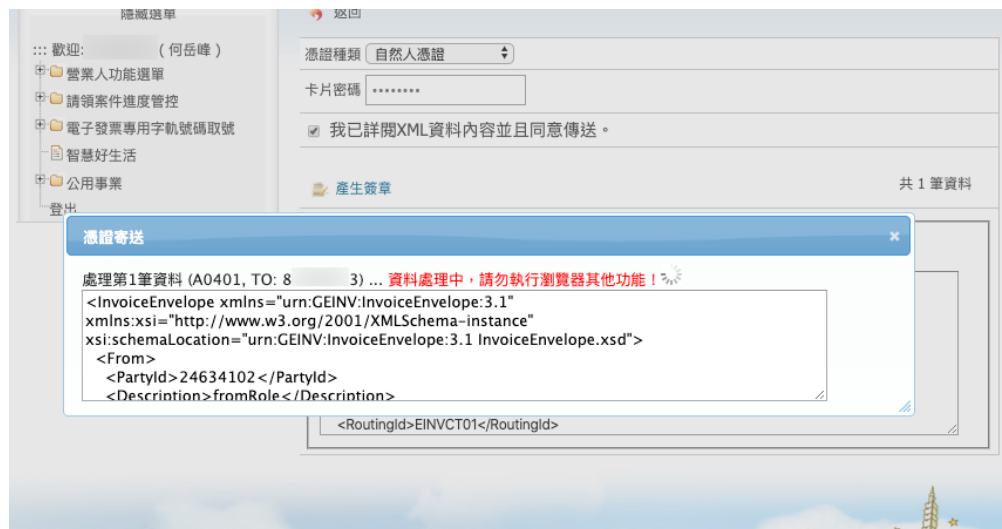 隱藏選單
返回
::: 歡迎: ( 何岳峰 )
憑證種類 自然人憑證
營業人功能選單
卡片密碼 ••••••••
請領案件進度管控
電子發票專用字軌號碼取號
我已詳閱XML資料內容並且同意傳送。
智慧好生活
公用事業
產生簽章
共 1 筆資料
登出
憑證寄送
×
處理第1筆資料 (A0401, TO: 8 3) ... 資料處理中，請勿執行瀏覽器其他功能！
<InvoiceEnvelope xmlns="urn:GEINV:InvoiceEnvelope:3.1"
xmlns:xsi="http://www.w3.org/2001/XMLSchema-instance"
xsi:schemaLocation="urn:GEINV:InvoiceEnvelope:3.1 InvoiceEnvelope.xsd">
<From>
<PartyId>24634102</PartyId>
<Description>fromRole</Description>
<RoutingId>EINVCT01</RoutingId>